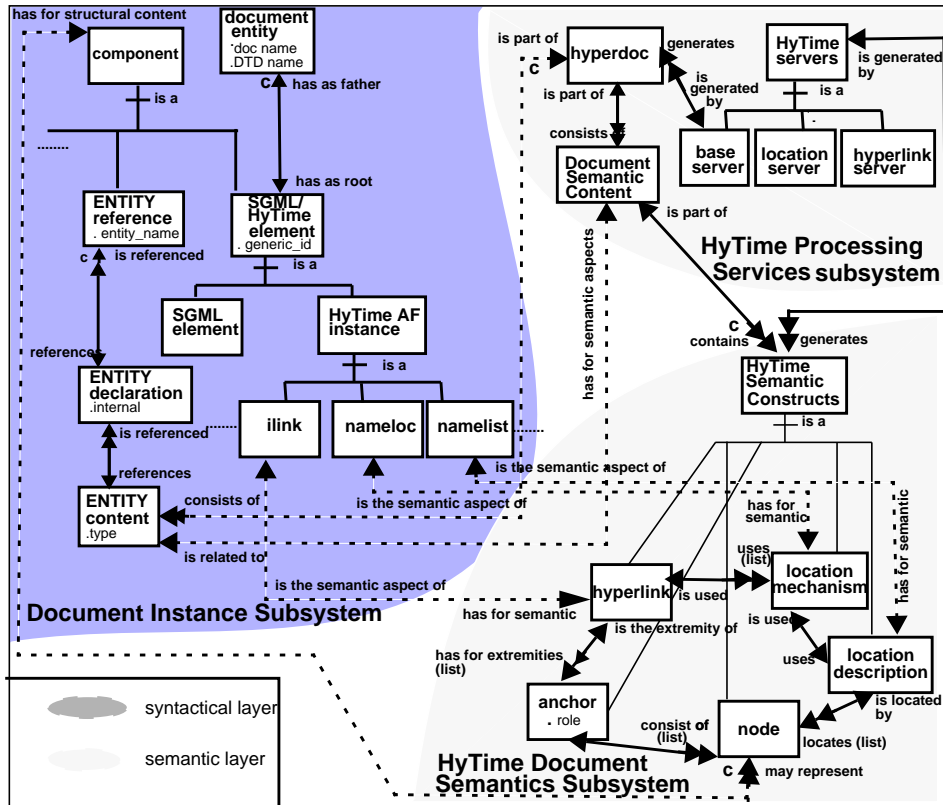 has for structural content
component
is a
........
document
entity
.doc name
.DTD name
c
has as father
has as root
ENTITY
reference
. entity_name
c
is referenced
SGML/
HyTime
element
. generic_id
is a
SGML
element
HyTime AF
instance
is a
references
ENTITY
declaration
.internal
is referenced
references
ENTITY
content
.type
ilink
nameloc
namelist
consists of
is related to
is the semantic aspect of
is the semantic aspect of
is the semantic aspect of
Document Instance Subsystem
is part of
c
hyperdoc
generates
is
generated
by
is part of
consists of
Document
Semantic
Content
is part of
HyTime
servers
is generated
by
is a
base
server
location
server
hyperlink
server
HyTime Processing
Services subsystem
has for semantic aspects
c
contains
generates
HyTime
Semantic
Constructs
is a
has for
semantic
has for semantic
uses
(list)
location
mechanism
hyperlink
is used
has for semantic
is the extremity of
is used
uses
location
description
has for extremities
(list)
anchor
. role
consist of
(list)
node
is located
by
locates (list)
c
may represent
HyTime Document
Semantics Subsystem
syntactical layer
semantic layer